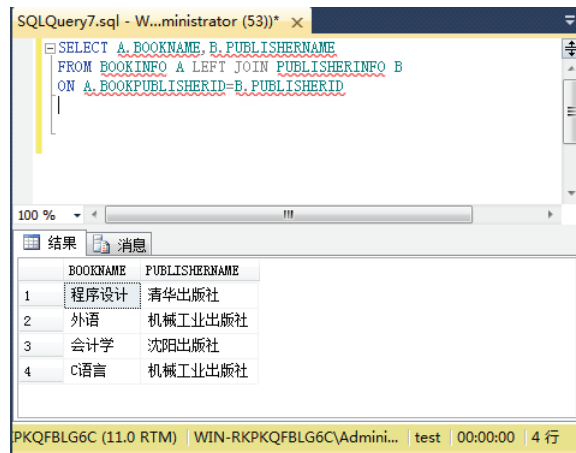 SQLQuery7.sql - W...ministrator (53))*
SELECT A.BOOKNAME,B.PUBLISHERNAME
FROM BOOKINFO A LEFT JOIN PUBLISHERINFO B
ON A.BOOKPUBLISHERID=B.PUBLISHERID
100 %
结果 消息
BOOKNAME PUBLISHERNAME
1 程序设计 清华出版社
2 外语 机械工业出版社
3 会计学 沈阳出版社
4 C语言 机械工业出版社
PKQFBLG6C (11.0 RTM) WIN-RKPKQFBLG6C\Admini... test 00:00:00 4 行